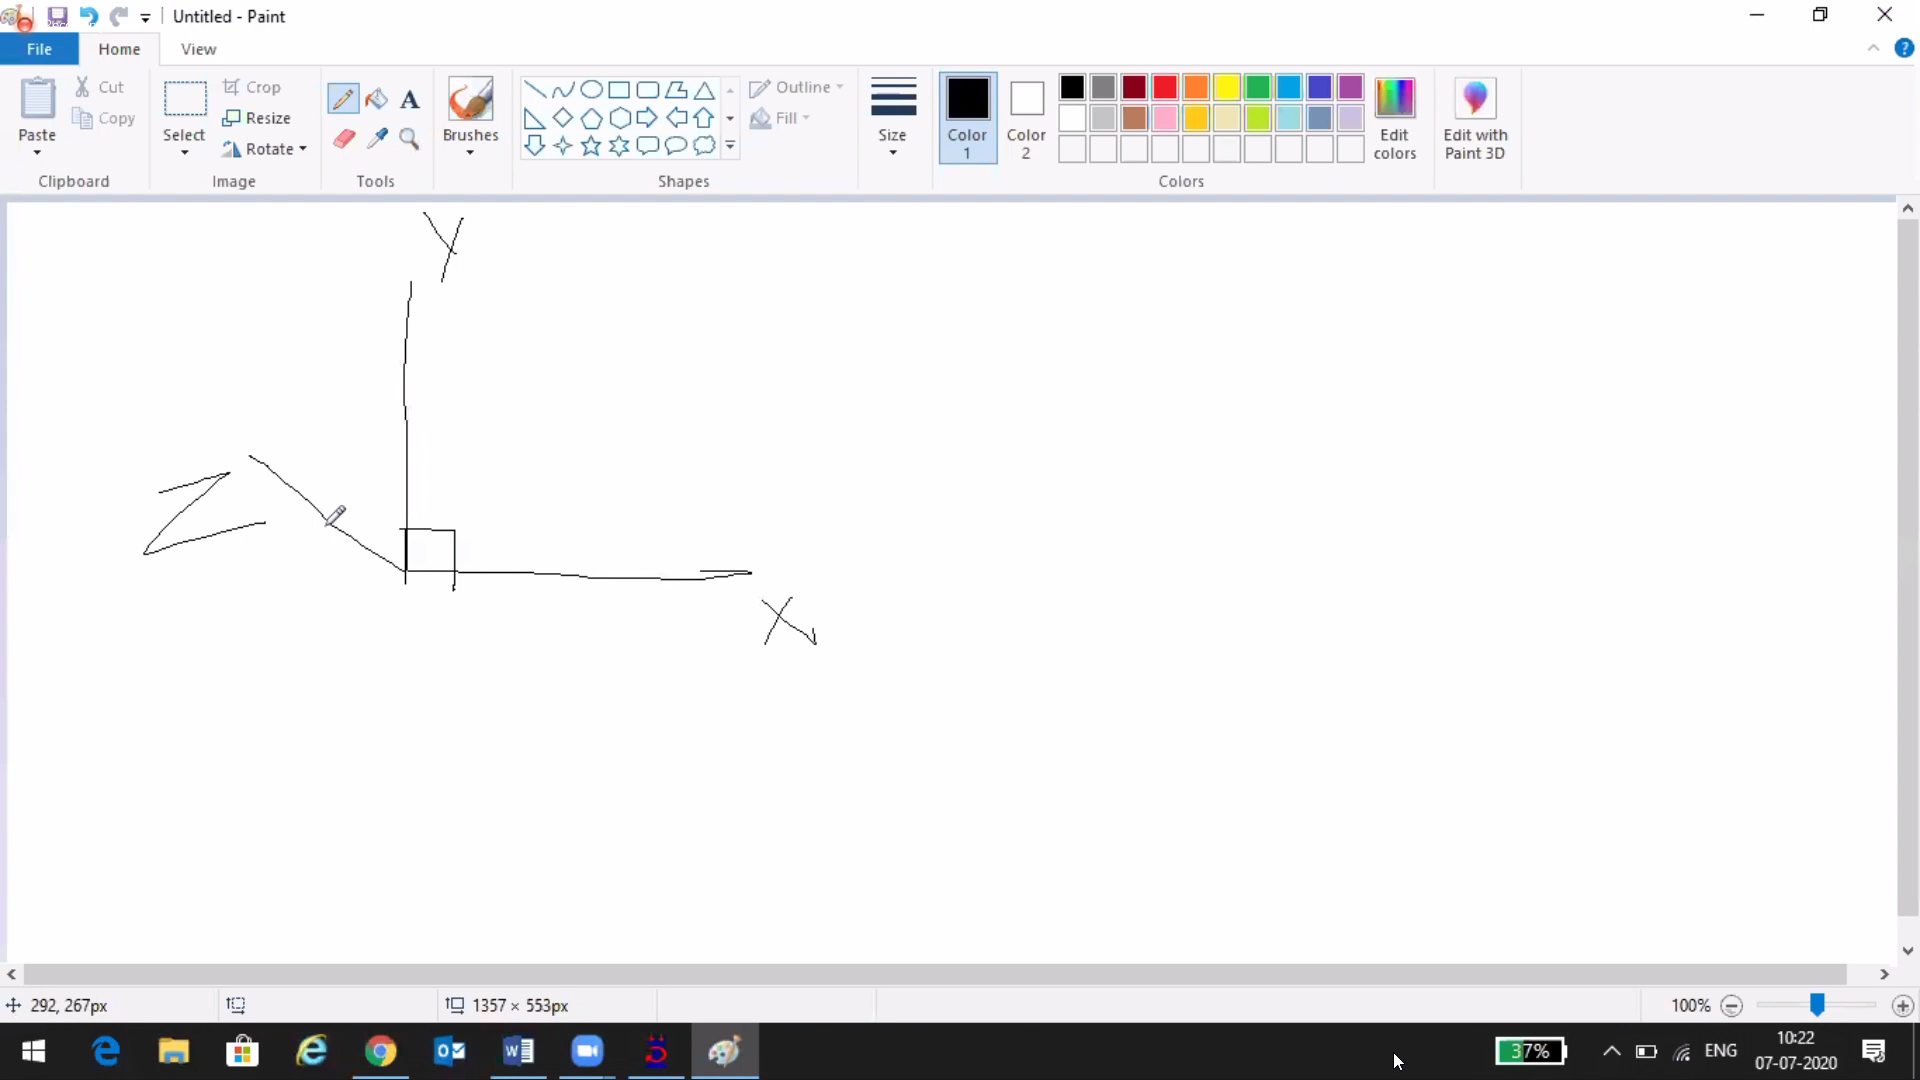 Untitled - Paint
File Home View
Paste
Cut
Copy
Clipboard
Select
Crop
Resize
Rotate
Image
A
Tools
Brushes
Outline
Fill
Shapes
Size
Color 1
Color 2
Edit colors
Colors
Edit with Paint 3D
Y
Z
X
292, 267px
1357 × 553px
100%
37%
ENG
10:22
07-07-2020